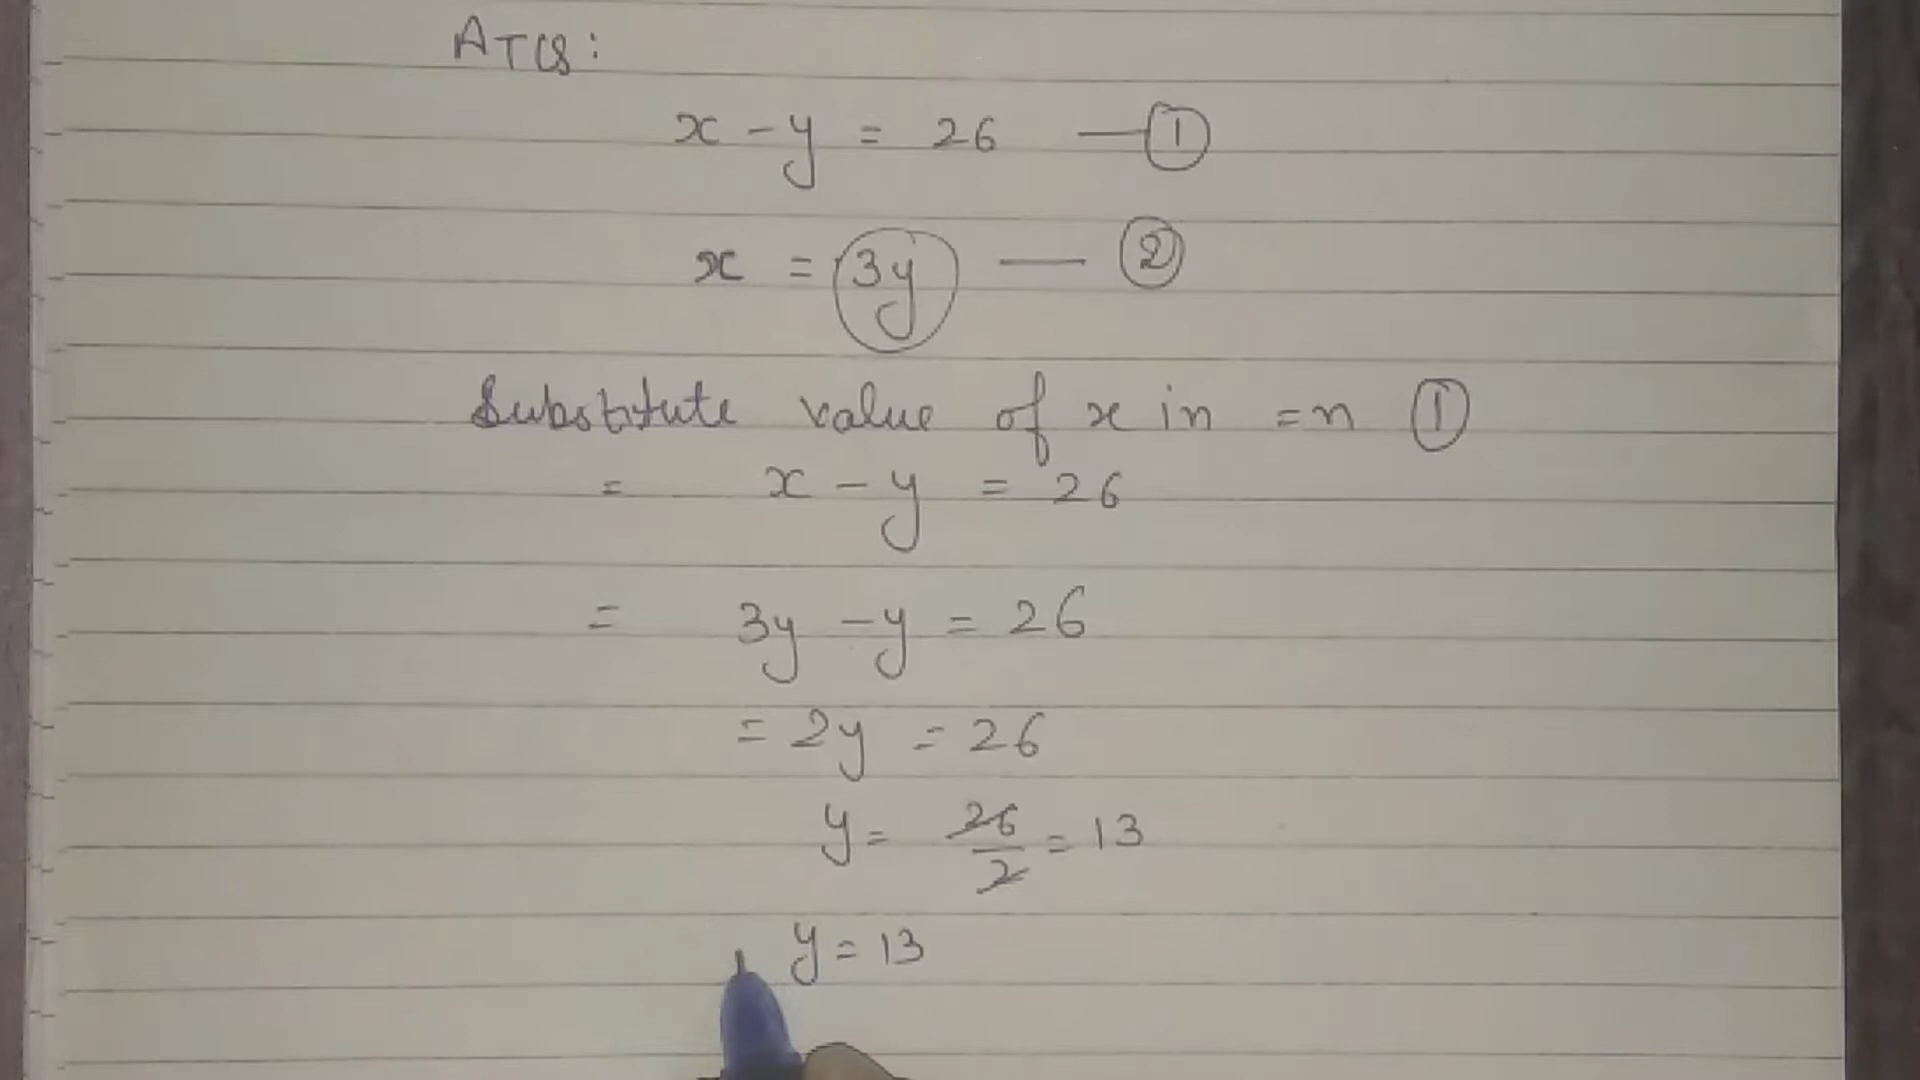 ATQ:
x - y = 26 — ①
x = 3y — ②
Substitute value of x in =n ①
= x - y = 26
= 3y - y = 26
= 2y = 26
y = 26/2 = 13
y = 13